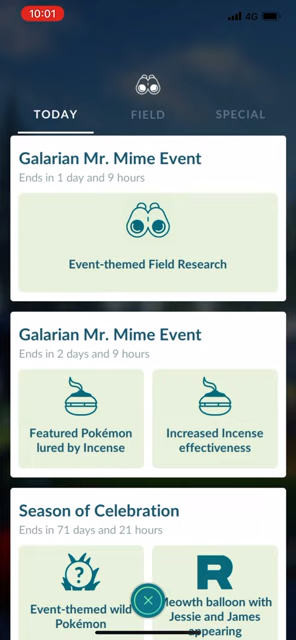 10:01
4G
TODAY
FIELD
SPECIAL
Galarian Mr. Mime Event
Ends in 1 day and 9 hours
Event-themed Field Research
Galarian Mr. Mime Event
Ends in 2 days and 9 hours
Featured Pokémon
lured by Incense
Increased Incense
effectiveness
Season of Celebration
Ends in 71 days and 21 hours
?
Event-themed wild
Pokémon
R
Meowth balloon with
Jessie and James
appearing